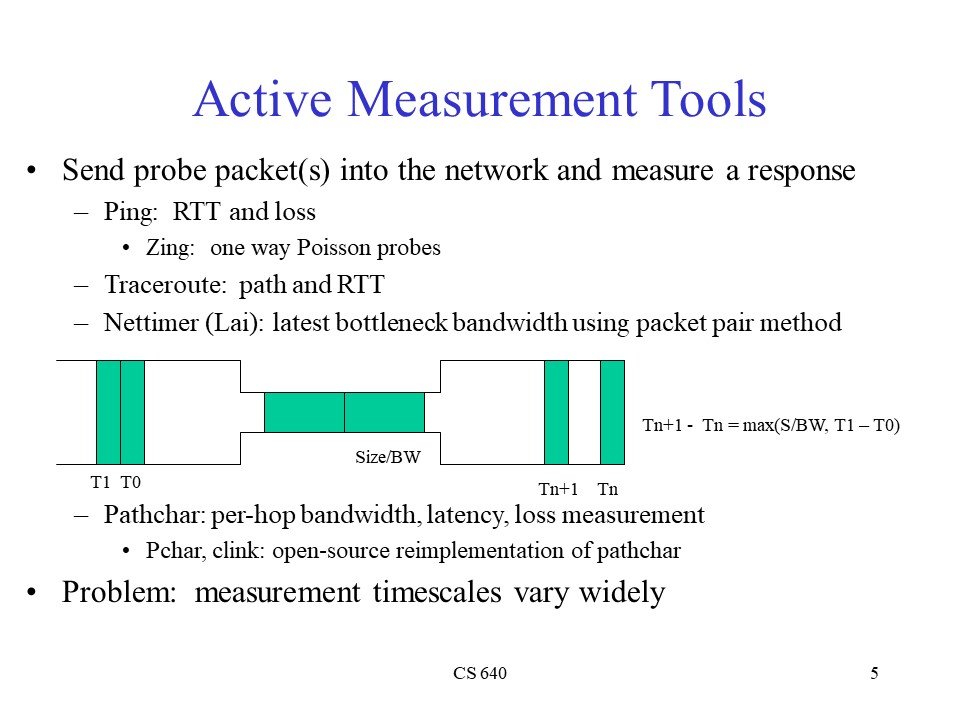 Active Measurement Tools
• Send probe packet(s) into the network and measure a response
– Ping:  RTT and loss
• Zing:  one way Poisson probes
– Traceroute:  path and RTT
– Nettimer (Lai): latest bottleneck bandwidth using packet pair method
Tn+1 -  Tn = max(S/BW, T1 – T0)
Size/BW
T1  T0
Tn+1  Tn
– Pathchar: per-hop bandwidth, latency, loss measurement
• Pchar, clink: open-source reimplementation of pathchar
• Problem:  measurement timescales vary widely
CS 640
5